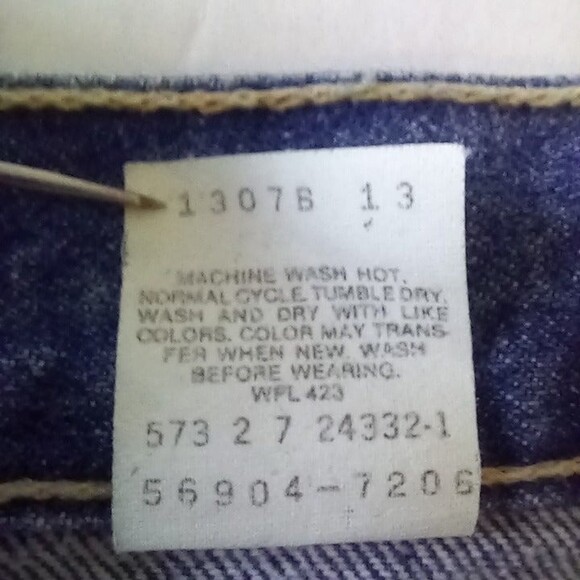 1307B 13
MACHINE WASH HOT,
NORMAL CYCLE. TUMBLE DRY.
WASH AND DRY WITH LIKE
COLORS. COLOR MAY TRANS-
FER WHEN NEW. WASH
BEFORE WEARING.
WPL 423
573 2 7 24332-1
56904-7206